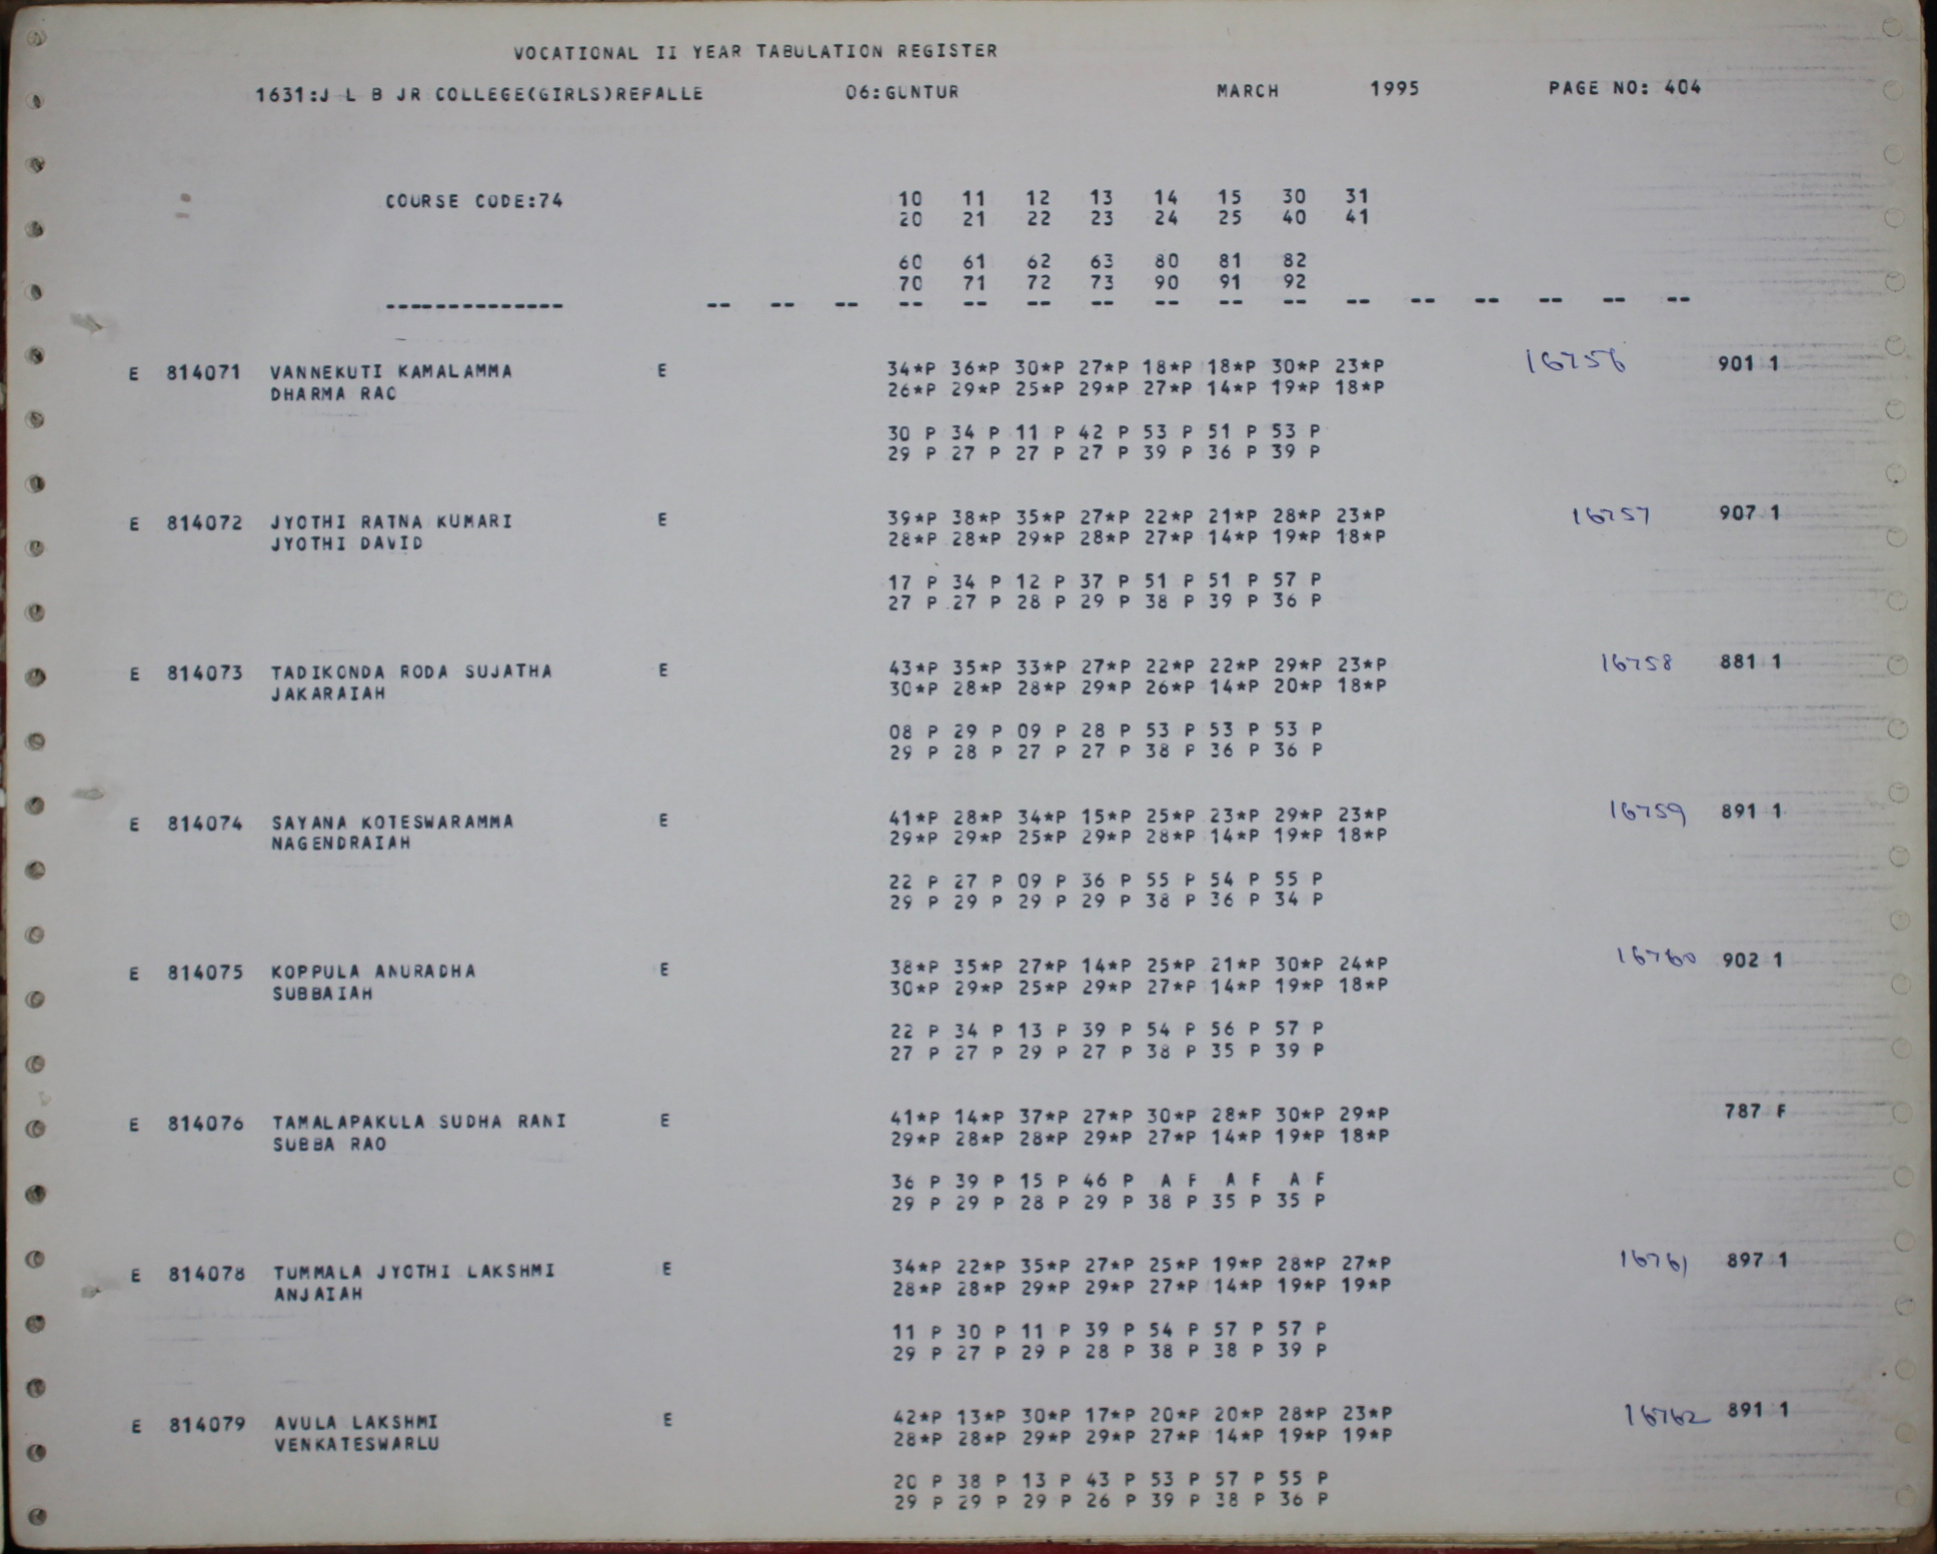 VOCATIONAL II YEAR TABULATION REGISTER
1631:J L B JR COLLEGE(GIRLS)REPALLE 06:GUNTUR MARCH 1995 PAGE NO: 404
COURSE CODE:74 10 11 12 13 14 15 30 31
20 21 22 23 24 25 40 41
60 61 62 63 80 81 82
70 71 72 73 90 91 92
-------------- -- -- -- -- -- -- -- -- -- -- -- -- -- -- -- --
E 814071 VANNEKUTI KAMALAMMA E 34*P 36*P 30*P 27*P 18*P 18*P 30*P 23*P 16756 901 1
DHARMA RAO 26*P 29*P 25*P 29*P 27*P 14*P 19*P 18*P
30 P 34 P 11 P 42 P 53 P 51 P 53 P
29 P 27 P 27 P 27 P 39 P 36 P 39 P
E 814072 JYOTHI RATNA KUMARI E 39*P 38*P 35*P 27*P 22*P 21*P 28*P 23*P 16757 907 1
JYOTHI DAVID 28*P 28*P 29*P 28*P 27*P 14*P 19*P 18*P
17 P 34 P 12 P 37 P 51 P 51 P 57 P
27 P 27 P 28 P 29 P 38 P 39 P 36 P
E 814073 TADIKONDA RODA SUJATHA E 43*P 35*P 33*P 27*P 22*P 22*P 29*P 23*P 16758 881 1
JAKARAIAH 30*P 28*P 28*P 29*P 26*P 14*P 20*P 18*P
08 P 29 P 09 P 28 P 53 P 53 P 53 P
29 P 28 P 27 P 27 P 38 P 36 P 36 P
E 814074 SAYANA KOTESWARAMMA E 41*P 28*P 34*P 15*P 25*P 23*P 29*P 23*P 16759 891 1
NAGENDRAIAH 29*P 29*P 25*P 29*P 28*P 14*P 19*P 18*P
22 P 27 P 09 P 36 P 55 P 54 P 55 P
29 P 29 P 29 P 29 P 38 P 36 P 34 P
E 814075 KOPPULA ANURADHA E 38*P 35*P 27*P 14*P 25*P 21*P 30*P 24*P 16760 902 1
SUBBAIAH 30*P 29*P 25*P 29*P 27*P 14*P 19*P 18*P
22 P 34 P 13 P 39 P 54 P 56 P 57 P
27 P 27 P 29 P 27 P 38 P 35 P 39 P
E 814076 TAMALAPAKULA SUDHA RANI E 41*P 14*P 37*P 27*P 30*P 28*P 30*P 29*P 787 F
SUBBA RAO 29*P 28*P 28*P 29*P 27*P 14*P 19*P 18*P
36 P 39 P 15 P 46 P A F A F A F
29 P 29 P 28 P 29 P 38 P 35 P 35 P
E 814078 TUMMALA JYOTHI LAKSHMI E 34*P 22*P 35*P 27*P 25*P 19*P 28*P 27*P 16761 897 1
ANJAIAH 28*P 28*P 29*P 29*P 27*P 14*P 19*P 19*P
11 P 30 P 11 P 39 P 54 P 57 P 57 P
29 P 27 P 29 P 28 P 38 P 38 P 39 P
E 814079 AVULA LAKSHMI E 42*P 13*P 30*P 17*P 20*P 20*P 28*P 23*P 16762 891 1
VENKATESWARLU 28*P 28*P 29*P 29*P 27*P 14*P 19*P 19*P
20 P 38 P 13 P 43 P 53 P 57 P 55 P
29 P 29 P 29 P 26 P 39 P 38 P 36 P